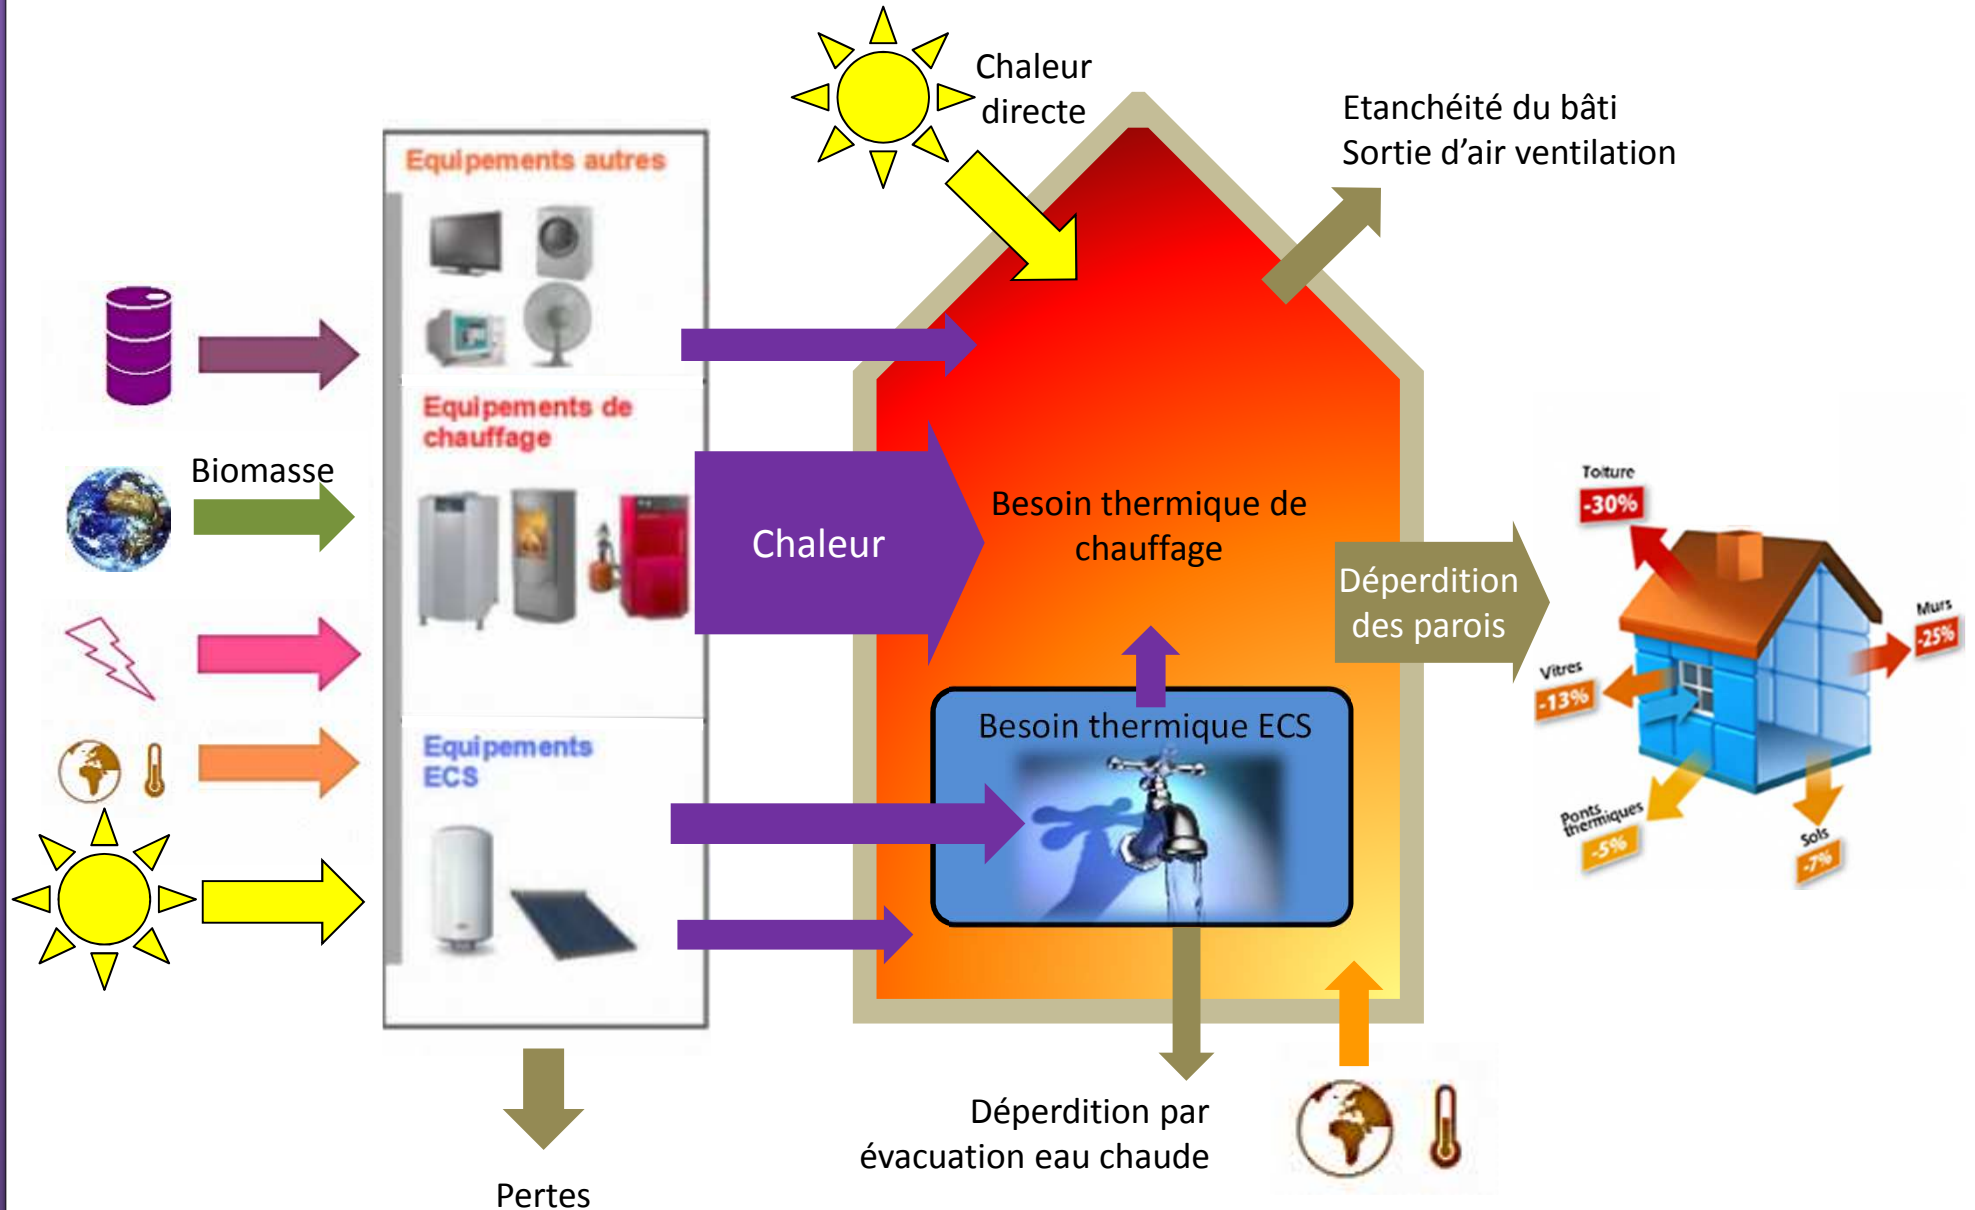 Chaleur
directe
Etanchéité du bâti
Sortie d’air ventilation
Equipements autres
Equipements de
chauffage
Biomasse
Chaleur
Besoin thermique de
chauffage
Déperdition
des parois
Toiture
-30%
Murs
-25%
Vitres
-13%
Ponts
thermiques
-5%
Sols
-7%
Equipements
ECS
Besoin thermique ECS
Déperdition par
évacuation eau chaude
Pertes